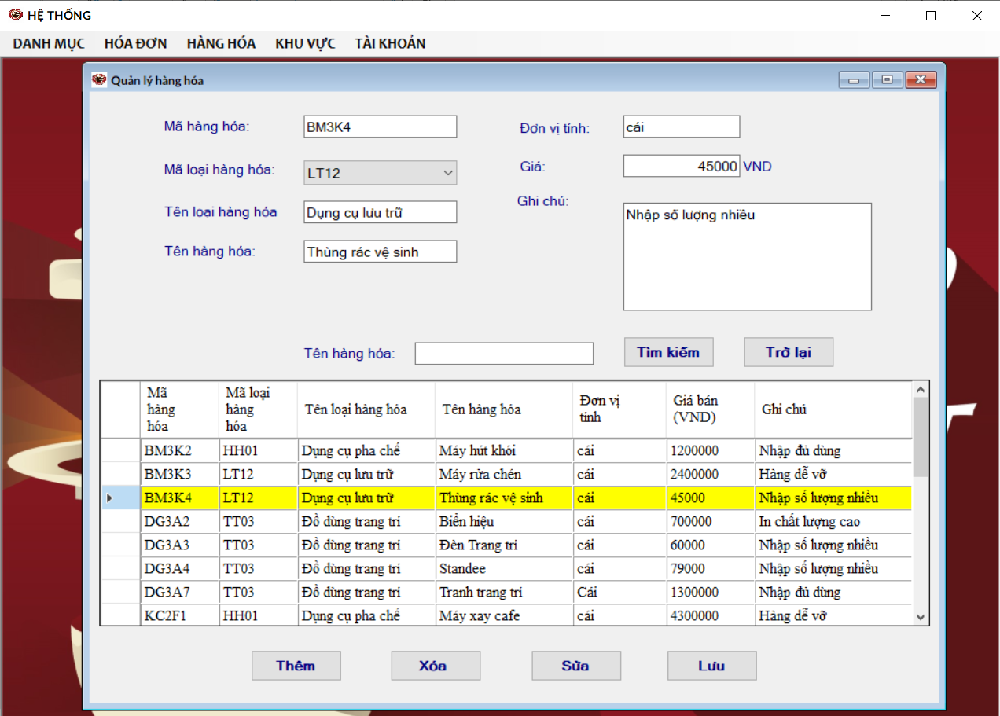 HỆ THỐNG
DANH MỤC HÓA ĐƠN HÀNG HÓA KHU VỰC TÀI KHOẢN
Quản lý hàng hóa
Mã hàng hóa: BM3K4 Đơn vị tính: cái
Mã loại hàng hóa: LT12 Giá: 45000 VND
Tên loại hàng hóa Dụng cụ lưu trữ Ghi chú: Nhập số lượng nhiều
Tên hàng hóa: Thùng rác vệ sinh
Tên hàng hóa: Tìm kiếm Trở lại
Mã hàng hóa Mã loại hàng hóa Tên loại hàng hóa Tên hàng hóa Đơn vị tính Giá bán (VND) Ghi chú
BM3K2 HH01 Dụng cụ pha chế Máy hút khói cái 1200000 Nhập đủ dùng
BM3K3 LT12 Dụng cụ lưu trữ Máy rửa chén cái 2400000 Hàng dễ vỡ
BM3K4 LT12 Dụng cụ lưu trữ Thùng rác vệ sinh cái 45000 Nhập số lượng nhiều
DG3A2 TT03 Đồ dùng trang trí Biển hiệu cái 700000 In chất lượng cao
DG3A3 TT03 Đồ dùng trang trí Đèn Trang trí cái 60000 Nhập số lượng nhiều
DG3A4 TT03 Đồ dùng trang trí Standee cái 79000 Nhập số lượng nhiều
DG3A7 TT03 Đồ dùng trang trí Tranh trang trí Cái 1300000 Nhập đủ dùng
KC2F1 HH01 Dụng cụ pha chế Máy xay cafe cái 4300000 Hàng dễ vỡ
Thêm Xóa Sửa Lưu